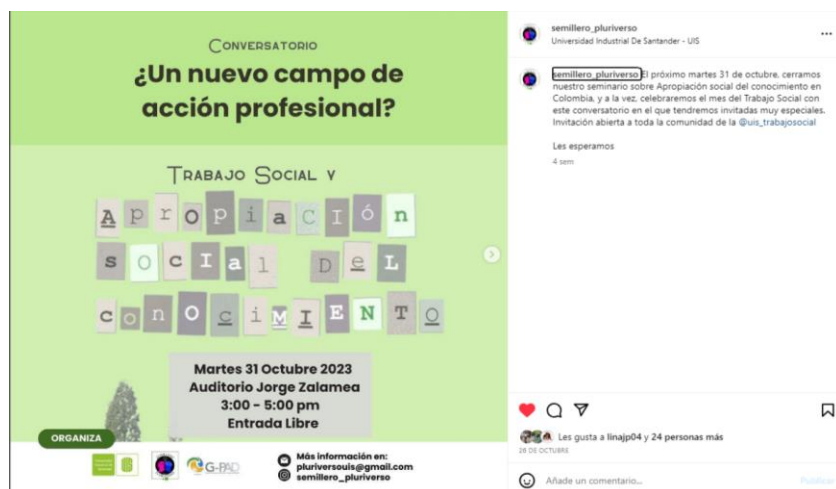 CONVERSATORIO
¿Un nuevo campo de
acción profesional?
TRABAJO SOCIAL Y
ApropiaCIón
socIal DeL
conOciMIENTO
Martes 31 Octubre 2023
Auditorio Jorge Zalamea
3:00 - 5:00 pm
Entrada Libre
ORGANIZA
G-PAD
Más información en:
pluriversouis@gmail.com
semillero_pluriverso
semillero_pluriverso
Universidad Industrial De Santander - UIS
semillero_pluriverso El próximo martes 31 de octubre, cerramos
nuestro seminario sobre Apropiación social del conocimiento en
Colombia, y a la vez, celebraremos el mes del Trabajo Social con
este conversatorio en el que tendremos invitadas muy especiales.
Invitación abierta a toda la comunidad de la @uis_trabajosocial
Les esperamos
4 sem
Les gusta a linajp04 y 24 personas más
26 DE OCTUBRE
Añade un comentario...
Publicar